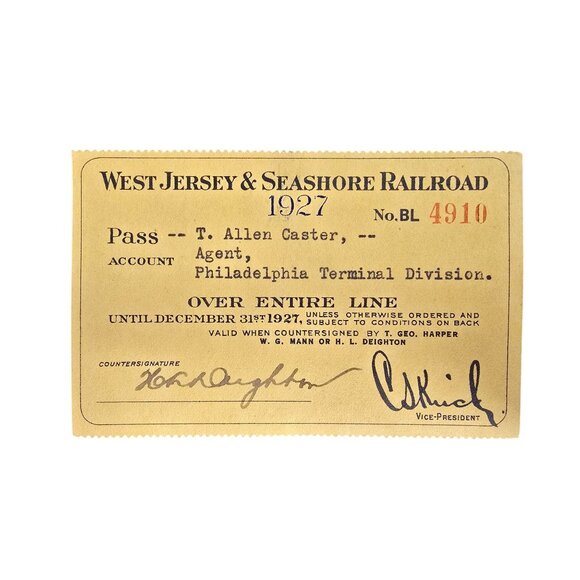 WEST JERSEY & SEASHORE RAILROAD
1927
No. BL 4910
PASS -- T. Allen Caster, --
ACCOUNT Agent,
Philadelphia Terminal Division.
OVER ENTIRE LINE
UNTIL DECEMBER 31ST 1927, UNLESS OTHERWISE ORDERED AND
SUBJECT TO CONDITIONS ON BACK
VALID WHEN COUNTERSIGNED BY T. GEO. HARPER
W. G. MANN OR H. L. DEIGHTON
COUNTERSIGNATURE
Deighton
VICE-PRESIDENT